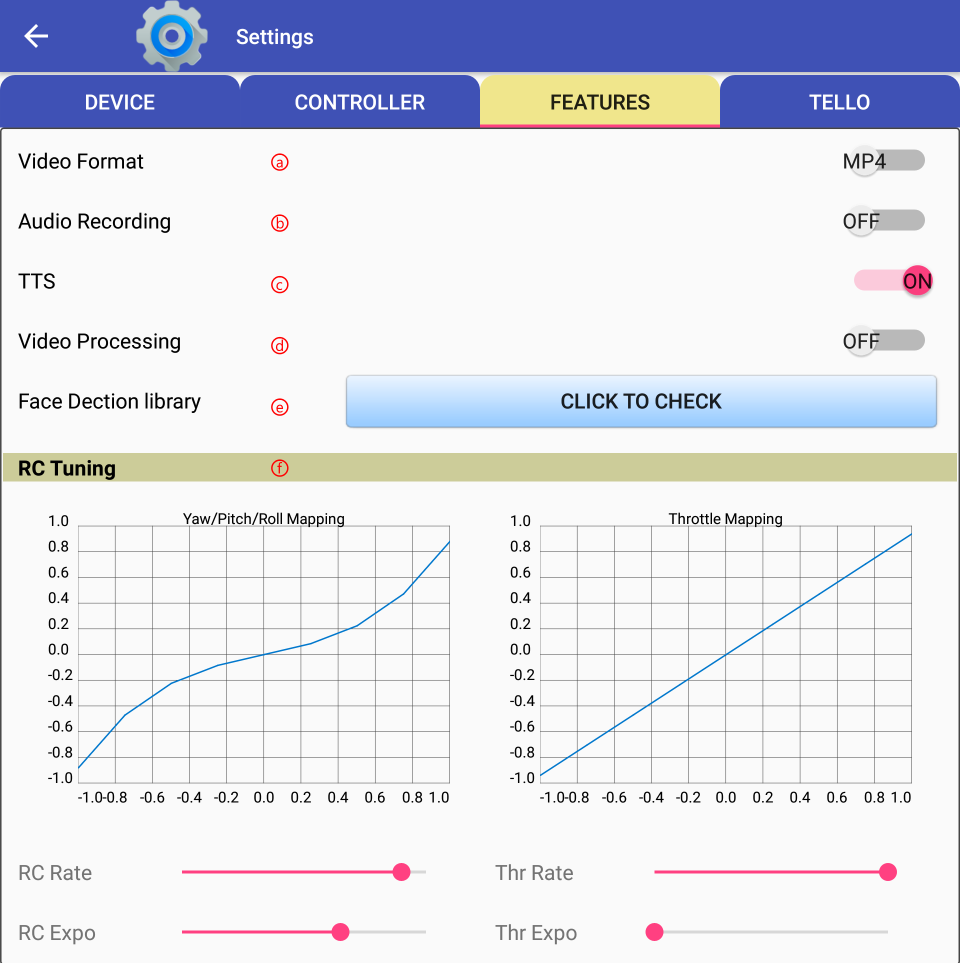 Settings
DEVICE CONTROLLER FEATURES TELLO
Video Format ⓐ MP4
Audio Recording ⓑ OFF
TTS ⓒ ON
Video Processing ⓓ OFF
Face Dection library ⓔ CLICK TO CHECK
RC Tuning ⓕ
Yaw/Pitch/Roll Mapping
1.0
0.8
0.6
0.4
0.2
0.0
-0.2
-0.4
-0.6
-0.8
-1.0
-1.0 -0.8 -0.6 -0.4 -0.2 0.0 0.2 0.4 0.6 0.8 1.0
Throttle Mapping
1.0
0.8
0.6
0.4
0.2
0.0
-0.2
-0.4
-0.6
-0.8
-1.0
-1.0 -0.8 -0.6 -0.4 -0.2 0.0 0.2 0.4 0.6 0.8 1.0
RC Rate Thr Rate
RC Expo Thr Expo